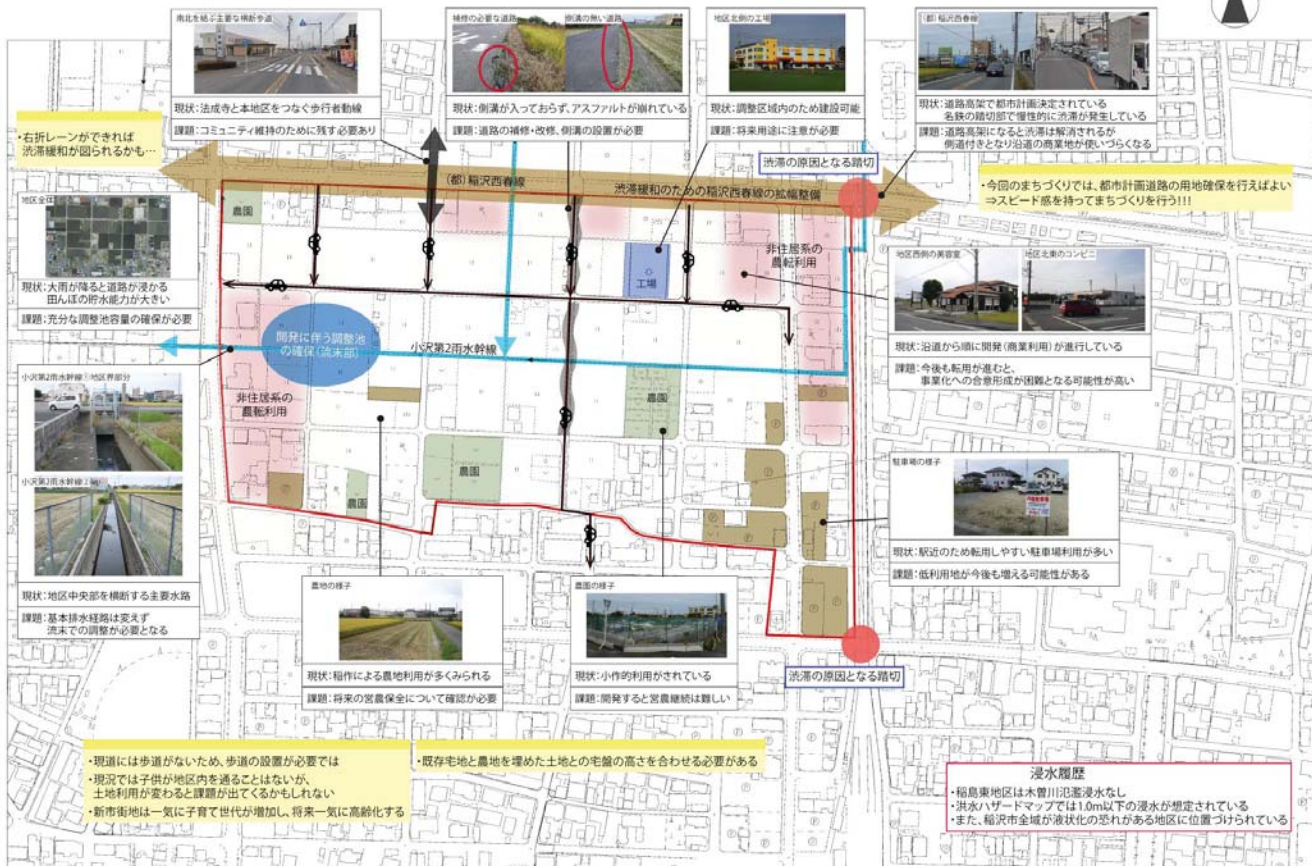 南北を結ぶ主要な横断歩道
現状：法成寺と本地区をつなぐ歩行者動線
課題：コミュニティ維持のために残す必要あり
補修の必要な道路
側溝の無い道路
現状：側溝が入っておらず、アスファルトが崩れている
課題：道路の補修・改修、側溝の設置が必要
地区北側の工場
現状：調整区域内のため建設可能
課題：将来用途に注意が必要
（都）稲沢西春線
現状：道路高架で都市計画決定されている
名鉄の踏切部で慢性的に渋滞が発生している
課題：道路高架になると渋滞は解消されるが
側道付きとなり沿道の商業地が使いづらくなる
・右折レーンができれば
渋滞緩和が図られるかも…
渋滞の原因となる踏切
（都）稲沢西春線
渋滞緩和のための稲沢西春線の拡幅整備
・今回のまちづくりでは、都市計画道路の用地確保を行えばよい
⇒スピード感を持ってまちづくりを行う!!!
地区全体
現状：大雨が降ると道路が浸かる
田んぼの貯水能力が大きい
課題：充分な調整池容量の確保が必要
農園
工場
非住居系の
農転利用
地区西側の美容室
地区北東のコンビニ
現状：沿道から順に開発（商業利用）が進行している
課題：今後も転用が進むと、
事業化への合意形成が困難となる可能性が高い
開発に伴う調整池
の確保（流末部）
小沢第2雨水幹線
小沢第2雨水幹線①地区界部分
小沢第2雨水幹線②
現状：地区中央部を横断する主要水路
課題：基本排水経路は変えず
流末での調整が必要となる
非住居系の
農転利用
農園
農園
農園
駐車場の様子
現状：駅近のため転用しやすい駐車場利用が多い
課題：低利用地が今後も増える可能性がある
農地の様子
現状：稲作による農地利用が多くみられる
課題：将来の営農保全について確認が必要
農園の様子
現状：小作的利用がされている
課題：開発すると営農継続は難しい
渋滞の原因となる踏切
・現道には歩道がないため、歩道の設置が必要では
・現況では子供が地区内を通ることはないが、
土地利用が変わると課題が出てくるかもしれない
・新市街地は一気に子育て世代が増加し、将来一気に高齢化する
・既存宅地と農地を埋めた土地との宅盤の高さを合わせる必要がある
浸水履歴
・稲島東地区は木曽川氾濫浸水なし
・洪水ハザードマップでは1.0m以下の浸水が想定されている
・また、稲沢市全域が液状化の恐れがある地区に位置づけられている